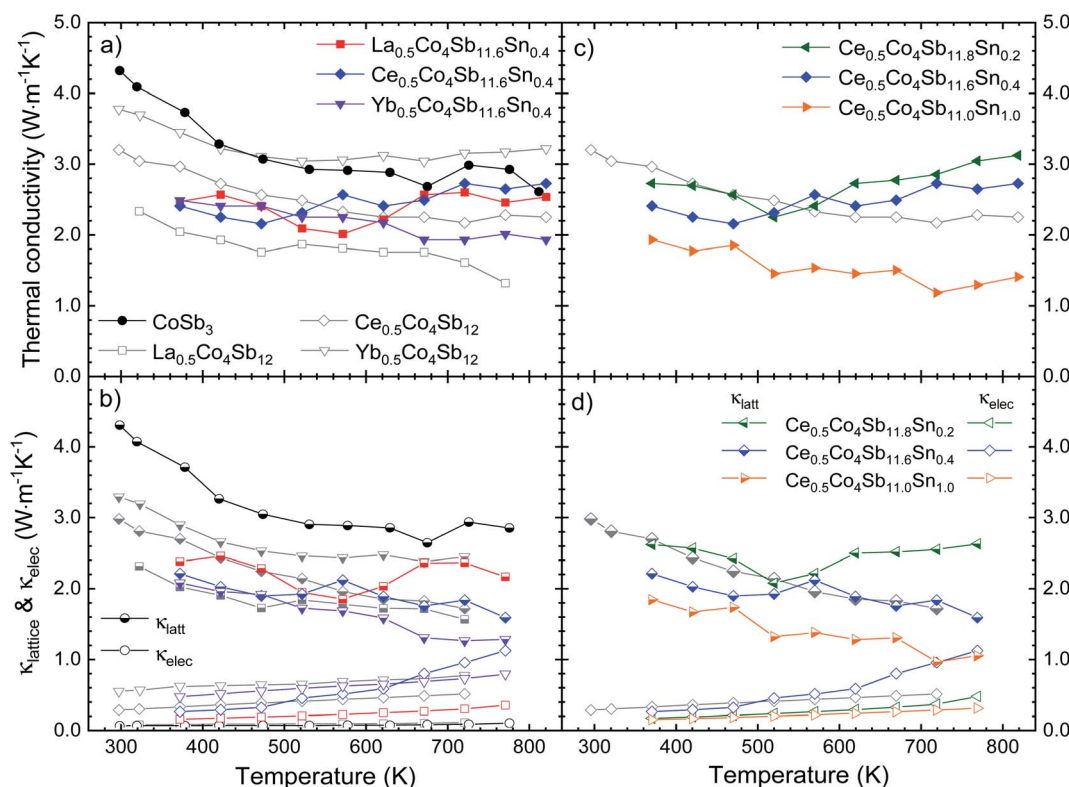 a)
La0.5Co4Sb11.6Sn0.4
Ce0.5Co4Sb11.6Sn0.4
Yb0.5Co4Sb11.6Sn0.4
CoSb3
La0.5Co4Sb12
Ce0.5Co4Sb12
Yb0.5Co4Sb12
5.0
4.0
3.0
2.0
1.0
0.0
Thermal conductivity (W·m-1K-1)
c)
Ce0.5Co4Sb11.8Sn0.2
Ce0.5Co4Sb11.6Sn0.4
Ce0.5Co4Sb11.0Sn1.0
5.0
4.0
3.0
2.0
1.0
0.0
b)
κlatt
κelec
4.0
3.0
2.0
1.0
0.0
κlattice & κelec (W·m-1K-1)
300 400 500 600 700 800
Temperature (K)
d)
κlatt κelec
Ce0.5Co4Sb11.8Sn0.2
Ce0.5Co4Sb11.6Sn0.4
Ce0.5Co4Sb11.0Sn1.0
4.0
3.0
2.0
1.0
0.0
300 400 500 600 700 800
Temperature (K)